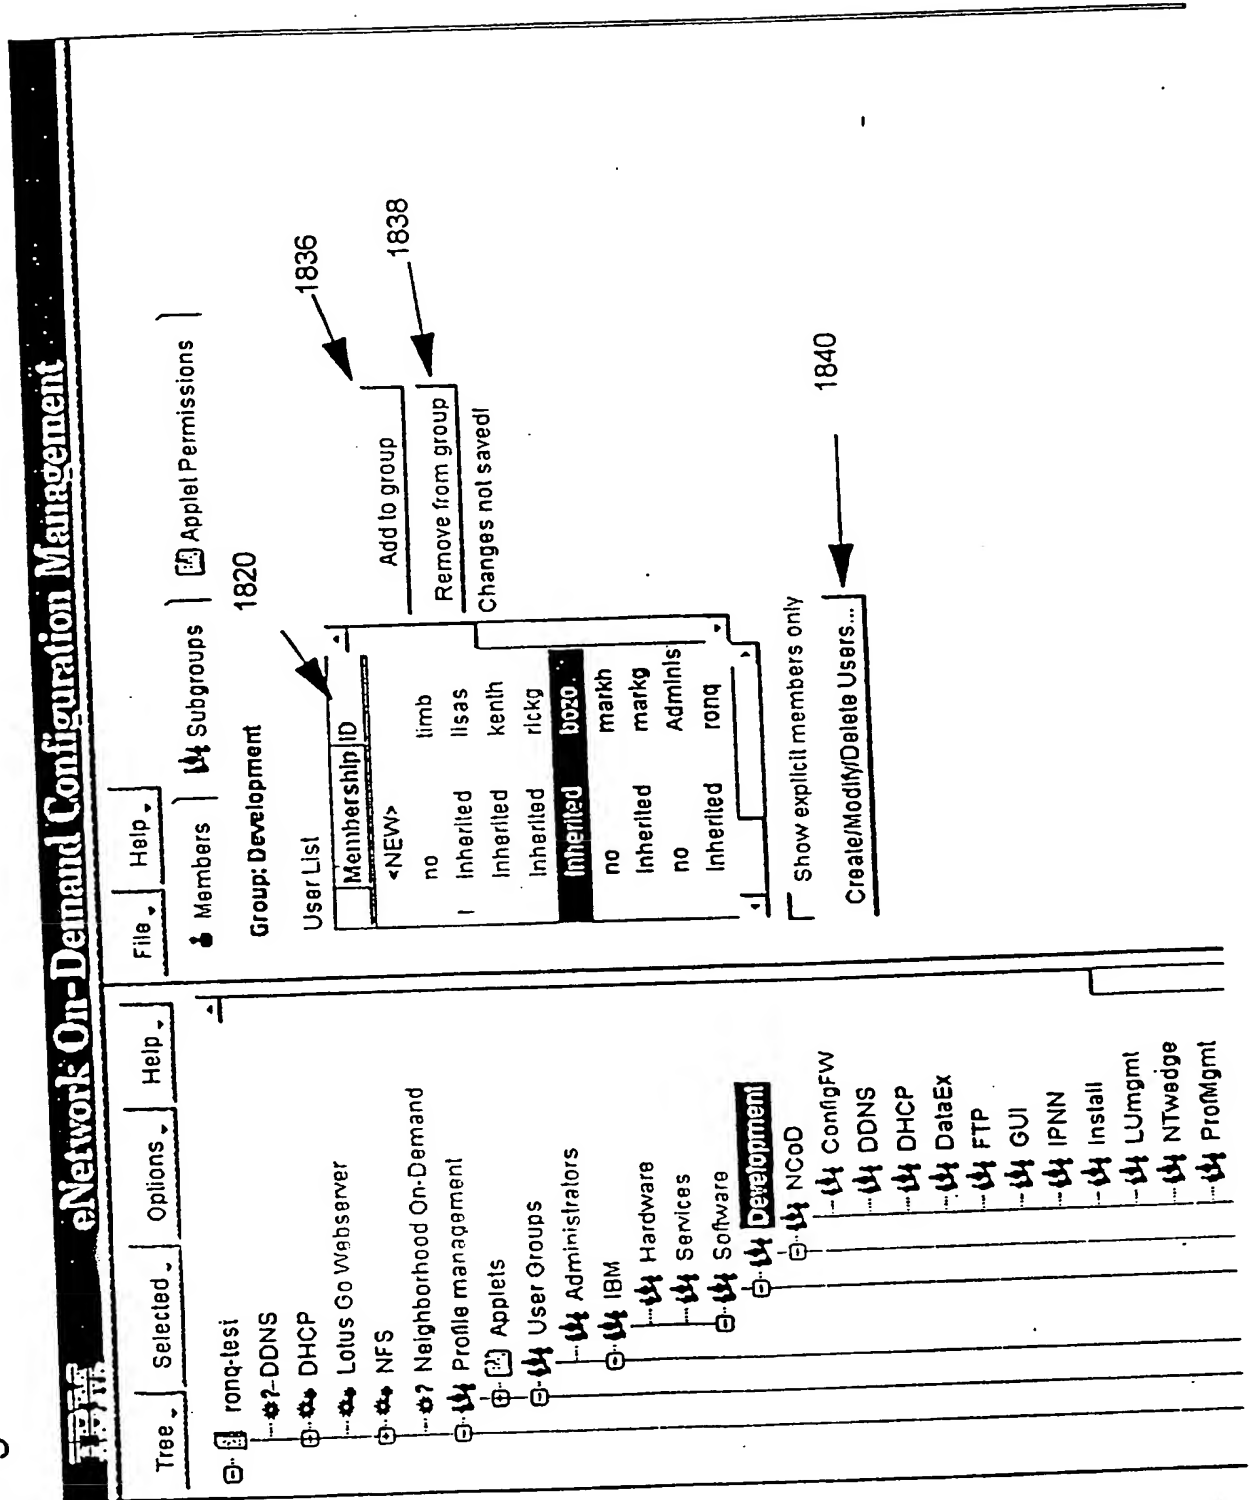 IBM eNetwork On-Demand Configuration Management
Tree Selected Options Help
File Help
ronq-test
?-DDNS
DHCP
Lotus Go Webserver
NFS
? Neighborhood On-Demand
Profile management
Applets
User Groups
Administrators
IBM
Hardware
Services
Software
Development
NCoD
ConfigFW
DDNS
DHCP
DataEx
FTP
GUI
IPNN
Install
LUmgmt
NTwedge
ProfMgmt
Members Subgroups Applet Permissions
Group: Development
1820
User List
Membership ID
<NEW>
no timb
Inherited lisas
Inherited kenth
Inherited rickg
Inherited bozo
no markh
Inherited markg
no Adminis
Inherited ronq
Add to group
1836
Remove from group
1838
Changes not saved!
Show explicit members only
Create/Modify/Delete Users...
1840